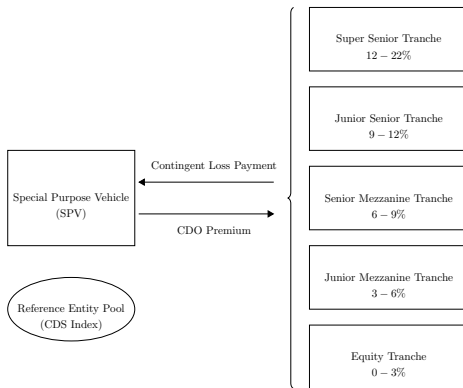 Super Senior Tranche
12 − 22%
Junior Senior Tranche
9 − 12%
Contingent Loss Payment
Special Purpose Vehicle
(SPV)
Senior Mezzanine Tranche
6 − 9%
CDO Premium
Junior Mezzanine Tranche
3 − 6%
Reference Entity Pool
(CDS Index)
Equity Tranche
0 − 3%